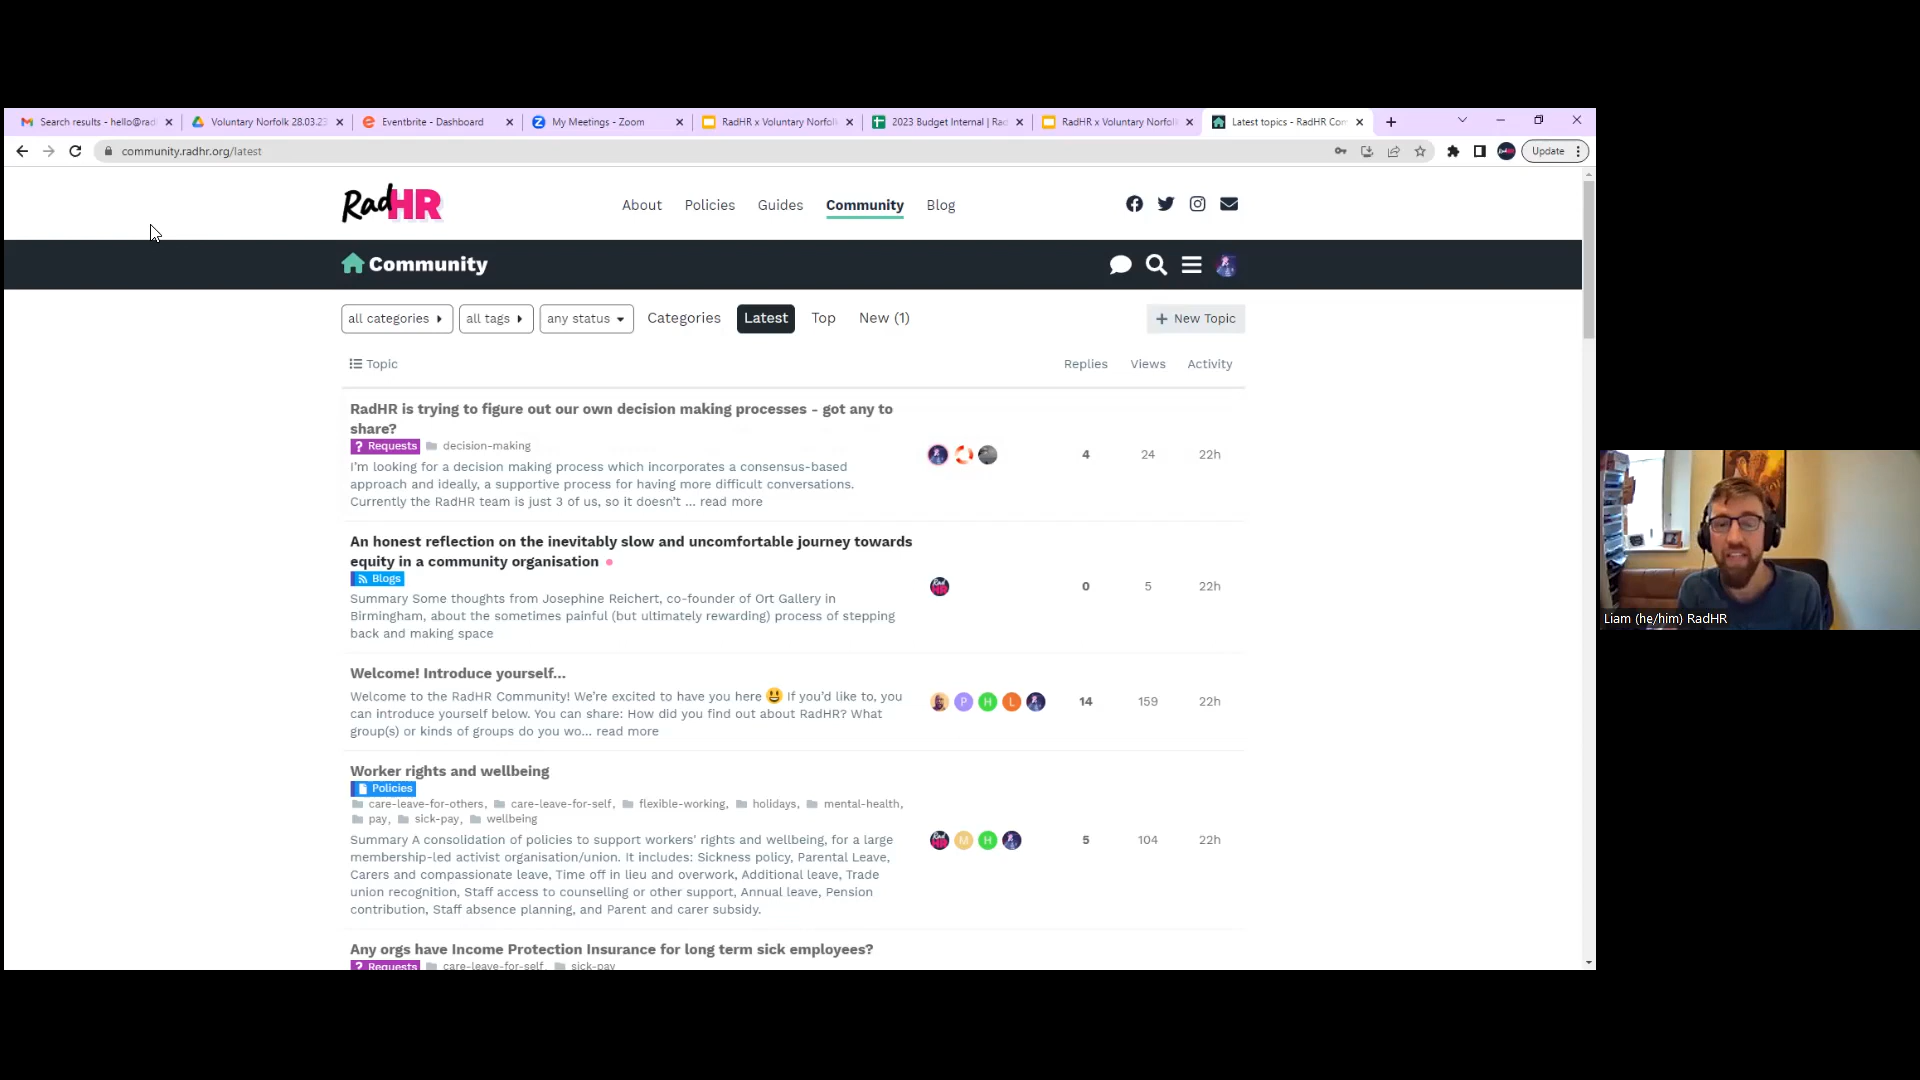 Search results - hello@rad
Voluntary Norfolk 28.03.23
Eventbrite - Dashboard
My Meetings - Zoom
RadHR x Voluntary Norfol
2023 Budget Internal | Rad
RadHR x Voluntary Norfol
Latest topics - RadHR Com
community.radhr.org/latest
Update
RadHR
About
Policies
Guides
Community
Blog
Community
all categories
all tags
any status
Categories
Latest
Top
New (1)
+ New Topic
Topic
Replies
Views
Activity
RadHR is trying to figure out our own decision making processes - got any to
share?
? Requests decision-making
I'm looking for a decision making process which incorporates a consensus-based
approach and ideally, a supportive process for having more difficult conversations.
Currently the RadHR team is just 3 of us, so it doesn't ... read more
4
24
22h
An honest reflection on the inevitably slow and uncomfortable journey towards
equity in a community organisation
Blogs
Summary Some thoughts from Josephine Reichert, co-founder of Ort Gallery in
Birmingham, about the sometimes painful (but ultimately rewarding) process of stepping
back and making space
Rad HR
0
5
22h
Welcome! Introduce yourself...
Welcome to the RadHR Community! We're excited to have you here 😃 If you'd like to, you
can introduce yourself below. You can share: How did you find out about RadHR? What
group(s) or kinds of groups do you wo... read more
P
H
L
14
159
22h
Worker rights and wellbeing
Policies
care-leave-for-others, care-leave-for-self, flexible-working, holidays, mental-health,
pay, sick-pay, wellbeing
Summary A consolidation of policies to support workers' rights and wellbeing, for a large
membership-led activist organisation/union. It includes: Sickness policy, Parental Leave,
Carers and compassionate leave, Time off in lieu and overwork, Additional leave, Trade
union recognition, Staff access to counselling or other support, Annual leave, Pension
contribution, Staff absence planning, and Parent and carer subsidy.
Rad HR
M
H
5
104
22h
Any orgs have Income Protection Insurance for long term sick employees?
? Requests care-leave-for-self, sick-pay
Liam (he/him) RadHR